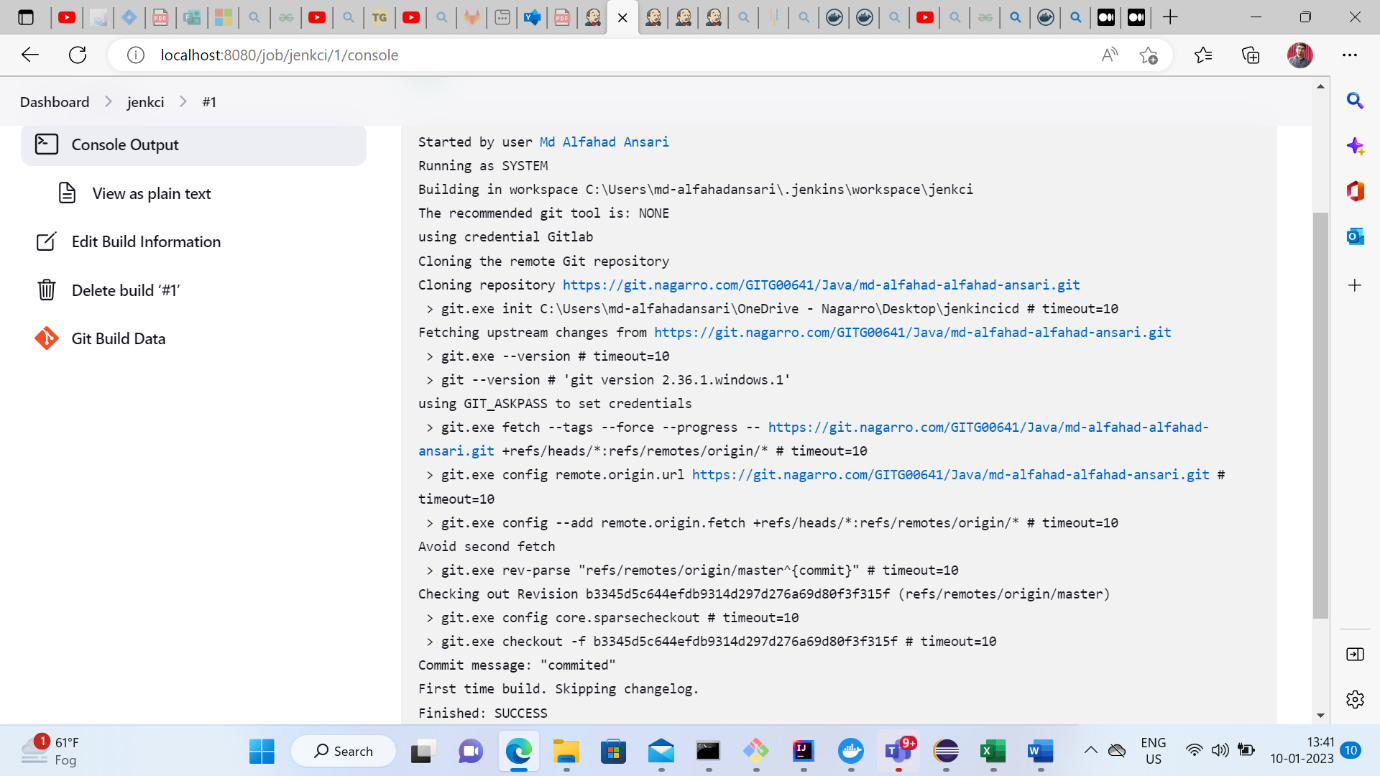 TG
localhost:8080/job/jenkci/1/console
Dashboard > jenkci > #1
Console Output
View as plain text
Edit Build Information
Delete build ‘#1’
Git Build Data
Started by user Md Alfahad Ansari
Running as SYSTEM
Building in workspace C:\Users\md-alfahadansari\.jenkins\workspace\jenkci
The recommended git tool is: NONE
using credential Gitlab
Cloning the remote Git repository
Cloning repository https://git.nagarro.com/GITG00641/Java/md-alfahad-alfahad-ansari.git
 > git.exe init C:\Users\md-alfahadansari\OneDrive - Nagarro\Desktop\jenkincicd # timeout=10
Fetching upstream changes from https://git.nagarro.com/GITG00641/Java/md-alfahad-alfahad-ansari.git
 > git.exe --version # timeout=10
 > git --version # 'git version 2.36.1.windows.1'
using GIT_ASKPASS to set credentials
 > git.exe fetch --tags --force --progress -- https://git.nagarro.com/GITG00641/Java/md-alfahad-alfahad-
ansari.git +refs/heads/*:refs/remotes/origin/* # timeout=10
 > git.exe config remote.origin.url https://git.nagarro.com/GITG00641/Java/md-alfahad-alfahad-ansari.git #
timeout=10
 > git.exe config --add remote.origin.fetch +refs/heads/*:refs/remotes/origin/* # timeout=10
Avoid second fetch
 > git.exe rev-parse "refs/remotes/origin/master^{commit}" # timeout=10
Checking out Revision b3345d5c644efdb9314d297d276a69d80f3f315f (refs/remotes/origin/master)
 > git.exe config core.sparsecheckout # timeout=10
 > git.exe checkout -f b3345d5c644efdb9314d297d276a69d80f3f315f # timeout=10
Commit message: "commited"
First time build. Skipping changelog.
Finished: SUCCESS
1
61°F
Fog
Search
9+
ENG
US
13:41
10-01-2023
10